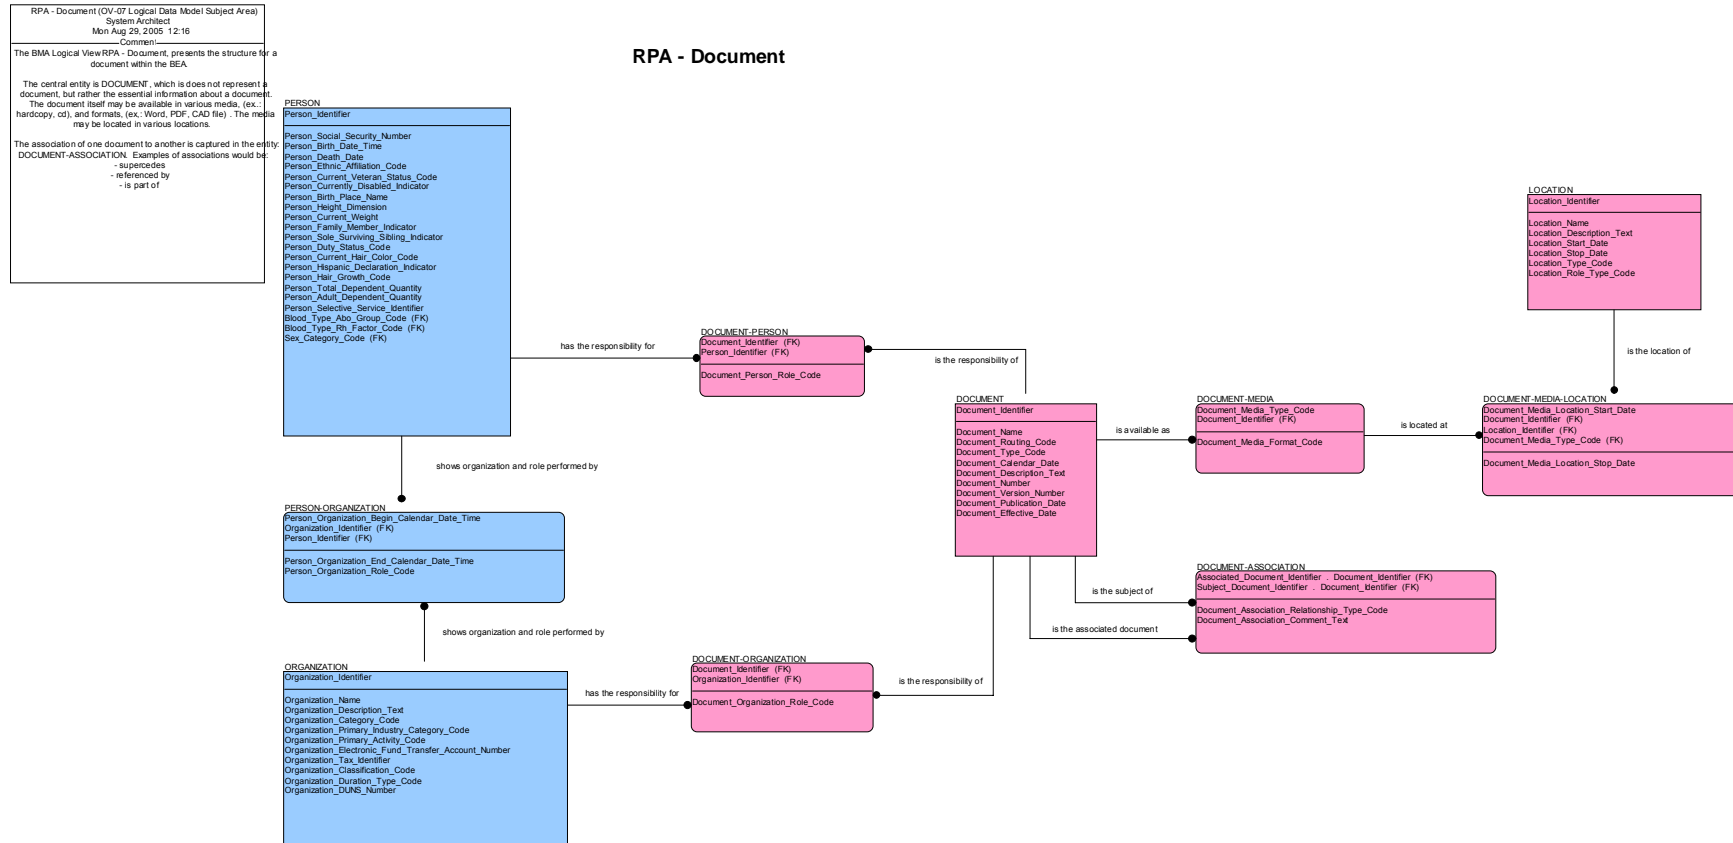 RPA - Document (OV-07 Logical Data Model Subject Area)
System Architect
Mon Aug 29, 2005 12:16
Comment
The BMA Logical View RPA - Document, presents the structure for a
document within the BEA.
The central entity is DOCUMENT, which is does not represent a
document, but rather the essential information about a document.
The document itself may be available in various media, (ex.:
hardcopy, cd), and formats, (ex,: Word, PDF, CAD file) . The media
may be located in various locations.
The association of one document to another is captured in the entity:
DOCUMENT-ASSOCIATION. Examples of associations would be:
- supercedes
- referenced by
- is part of
RPA - Document
PERSON
Person_Identifier
Person_Social_Security_Number
Person_Birth_Date_Time
Person_Death_Date
Person_Ethnic_Affiliation_Code
Person_Current_Veteran_Status_Code
Person_Currently_Disabled_Indicator
Person_Birth_Place_Name
Person_Height_Dimension
Person_Current_Weight
Person_Family_Member_Indicator
Person_Sole_Surviving_Sibling_Indicator
Person_Duty_Status_Code
Person_Current_Hair_Color_Code
Person_Hispanic_Declaration_Indicator
Person_Hair_Growth_Code
Person_Total_Dependent_Quantity
Person_Adult_Dependent_Quantity
Person_Selective_Service_Identifier
Blood_Type_Abo_Group_Code (FK)
Blood_Type_Rh_Factor_Code (FK)
Sex_Category_Code (FK)
has the responsibility for
DOCUMENT-PERSON
Document_Identifier (FK)
Person_Identifier (FK)
Document_Person_Role_Code
is the responsibility of
LOCATION
Location_Identifier
Location_Name
Location_Description_Text
Location_Start_Date
Location_Stop_Date
Location_Type_Code
Location_Role_Type_Code
is the location of
DOCUMENT
Document_Identifier
Document_Name
Document_Routing_Code
Document_Type_Code
Document_Calendar_Date
Document_Description_Text
Document_Number
Document_Version_Number
Document_Publication_Date
Document_Effective_Date
is available as
DOCUMENT-MEDIA
Document_Media_Type_Code
Document_Identifier (FK)
Document_Media_Format_Code
is located at
DOCUMENT-MEDIA-LOCATION
Document_Media_Location_Start_Date
Document_Identifier (FK)
Location_Identifier (FK)
Document_Media_Type_Code (FK)
Document_Media_Location_Stop_Date
shows organization and role performed by
PERSON-ORGANIZATION
Person_Organization_Begin_Calendar_Date_Time
Organization_Identifier (FK)
Person_Identifier (FK)
Person_Organization_End_Calendar_Date_Time
Person_Organization_Role_Code
shows organization and role performed by
is the subject of
is the associated document
DOCUMENT-ASSOCIATION
Associated_Document_Identifier . Document_Identifier (FK)
Subject_Document_Identifier . Document_Identifier (FK)
Document_Association_Relationship_Type_Code
Document_Association_Comment_Text
ORGANIZATION
Organization_Identifier
Organization_Name
Organization_Description_Text
Organization_Category_Code
Organization_Primary_Industry_Category_Code
Organization_Primary_Activity_Code
Organization_Electronic_Fund_Transfer_Account_Number
Organization_Tax_Identifier
Organization_Classification_Code
Organization_Duration_Type_Code
Organization_DUNS_Number
has the responsibility for
DOCUMENT-ORGANIZATION
Document_Identifier (FK)
Organization_Identifier (FK)
Document_Organization_Role_Code
is the responsibility of